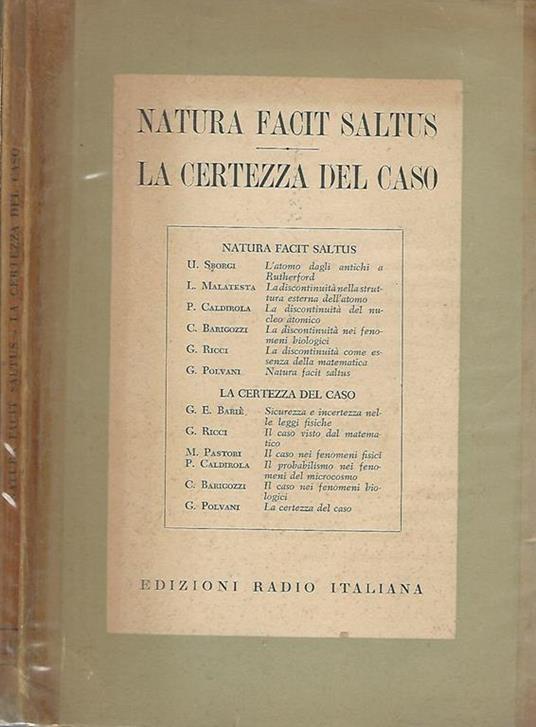 NATURA FACIT SALTUS
LA CERTEZZA DEL CASO
NATURA FACIT SALTUS
U. SBORGI L'atomo dagli antichi a
Rutherford
L. MALATESTA La discontinuità nella strut-
tura esterna dell'atomo
P. CALDIROLA La discontinuità del nu-
cleo atomico
C. BARIGOZZI La discontinuità nei feno-
meni biologici
G. RICCI La discontinuità come es-
senza della matematica
G. POLVANI Natura facit saltus
LA CERTEZZA DEL CASO
G. E. BARIÈ Sicurezza e incertezza nel-
le leggi fisiche
G. RICCI Il caso visto dal matema-
tico
M. PASTORI Il caso nei fenomeni fisici
P. CALDIROLA Il probabilismo nei feno-
meni del microcosmo
C. BARIGOZZI Il caso nei fenomeni bio-
logici
G. POLVANI La certezza del caso
EDIZIONI RADIO ITALIANA
FACIT SALTUS - LA CERTEZZA DEL CASO